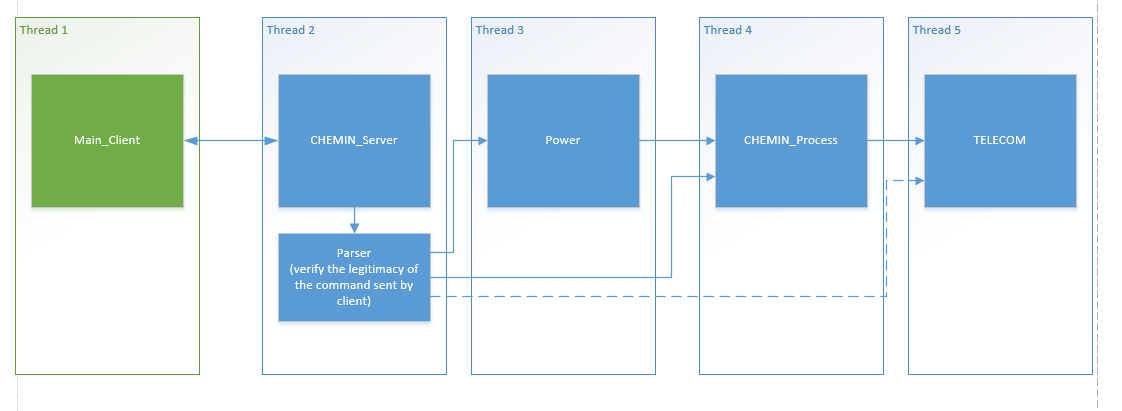 Thread 1
Thread 2
Thread 3
Thread 4
Thread 5
Main_Client
CHEMIN_Server
Power
CHEMIN_Process
TELECOM
Parser
(verify the legitimacy of
the command sent by
client)